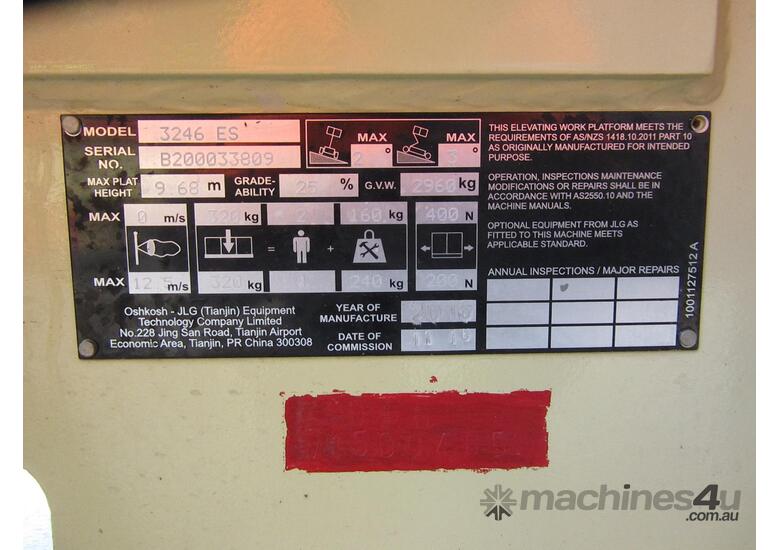 MODEL 3246 ES
SERIAL NO. B200033809
MAX 2° MAX 3°
MAX PLAT HEIGHT 9.68 m GRADE-ABILITY 25 % G.V.W. 2960 kg
MAX 0 m/s 320 kg = 2 + 160 kg 400 N
MAX 12.5 m/s 320 kg 240 kg 200 N
Oshkosh - JLG (Tianjin) Equipment
Technology Company Limited
No.228 Jing San Road, Tianjin Airport
Economic Area, Tianjin, PR China 300308
YEAR OF MANUFACTURE
DATE OF COMMISSION
THIS ELEVATING WORK PLATFORM MEETS THE
REQUIREMENTS OF AS/NZS 1418.10.2011 PART 10
AS ORIGINALLY MANUFACTURED FOR INTENDED
PURPOSE.
OPERATION, INSPECTIONS MAINTENANCE
MODIFICATIONS OR REPAIRS SHALL BE IN
ACCORDANCE WITH AS2550.10 AND THE
MACHINE MANUALS.
OPTIONAL EQUIPMENT FROM JLG AS
FITTED TO THIS MACHINE MEETS
APPLICABLE STANDARD.
ANNUAL INSPECTIONS / MAJOR REPAIRS
1001127512 A
machines4u
.com.au